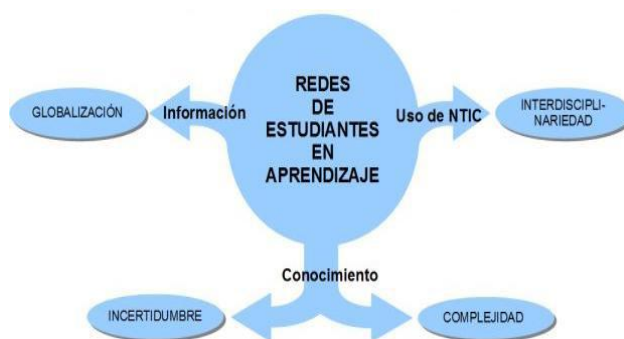 REDES
DE
ESTUDIANTES
EN
APRENDIZAJE
GLOBALIZACIÓN
Información
Uso de NTIC
INTERDISCIPLI-
NARIEDAD
Conocimiento
INCERTIDUMBRE
COMPLEJIDAD